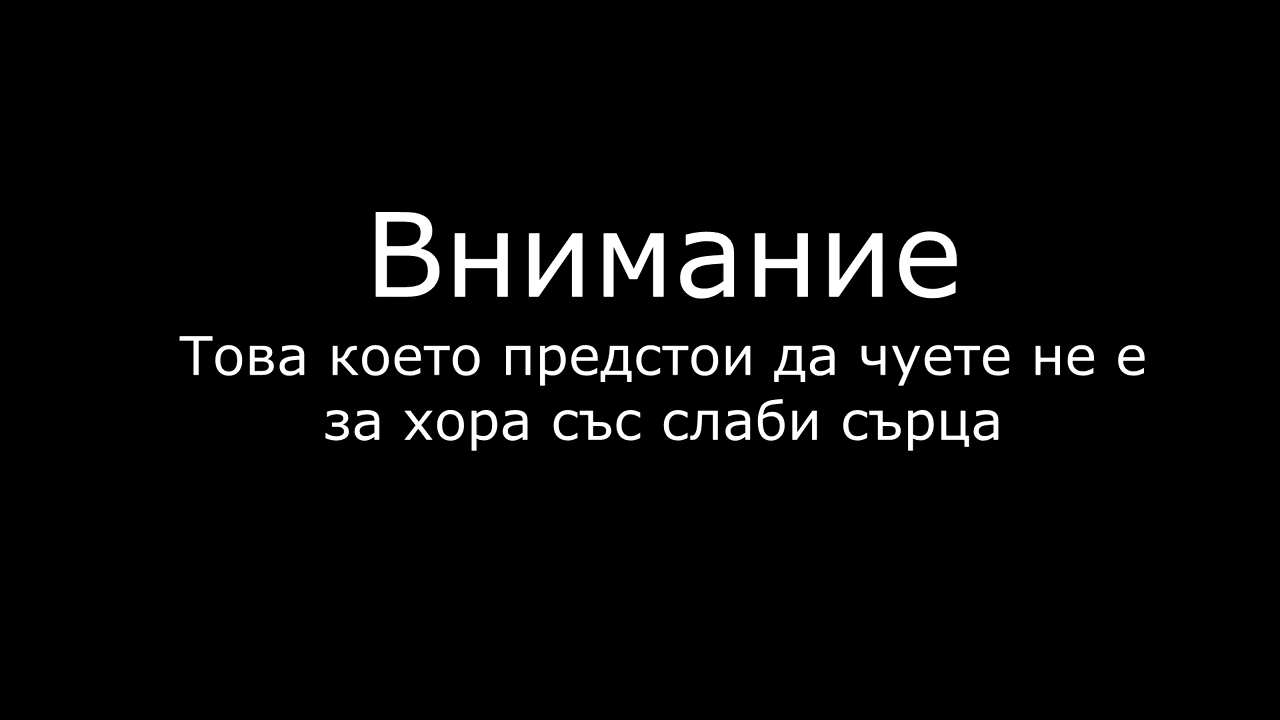 Внимание
Това което предстои да чуете не е
за хора със слаби сърца